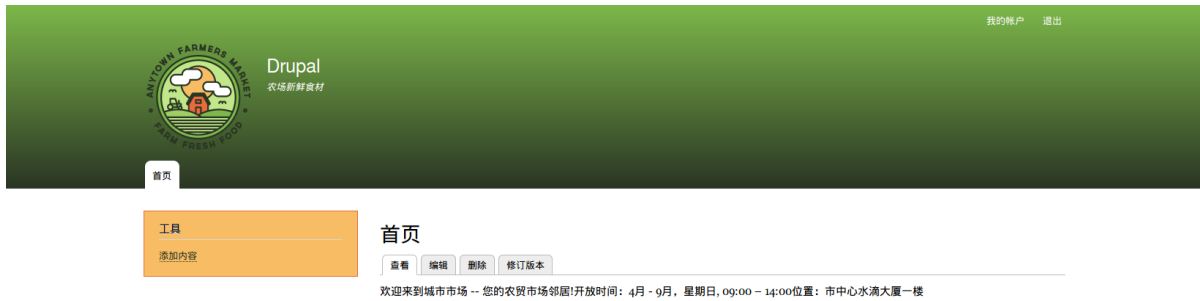 我的帐户 退出
ANYTOWN FARMERS MARKET
FARM FRESH FOOD
Drupal
农场新鲜食材
首页
工具
添加内容
首页
查看 编辑 删除 修订版本
欢迎来到城市市场 -- 您的农贸市场邻居!开放时间：4月 - 9月，星期日, 09:00 – 14:00位置：市中心水滴大厦一楼